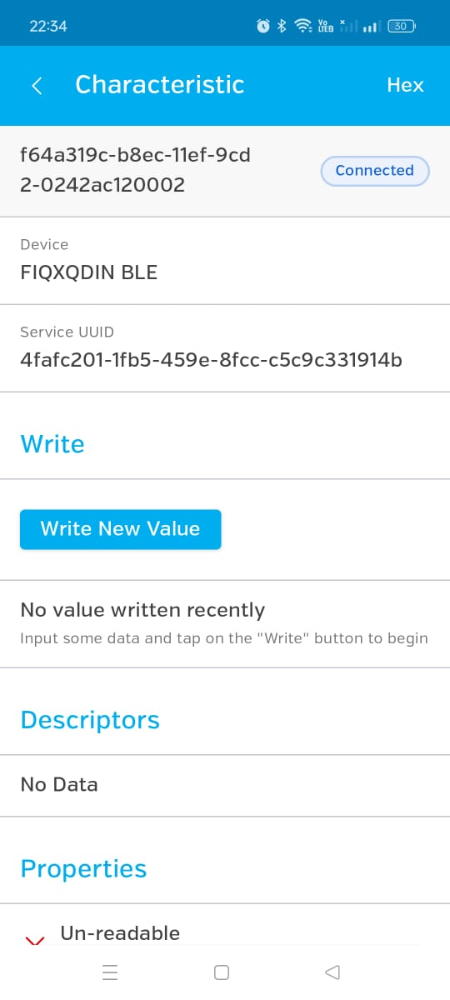 22:34
Vo
LTEB
30
Characteristic
Hex
f64a319c-b8ec-11ef-9cd
2-0242ac120002
Connected
Device
FIQXQDIN BLE
Service UUID
4fafc201-1fb5-459e-8fcc-c5c9c331914b
Write
Write New Value
No value written recently
Input some data and tap on the "Write" button to begin
Descriptors
No Data
Properties
Un-readable